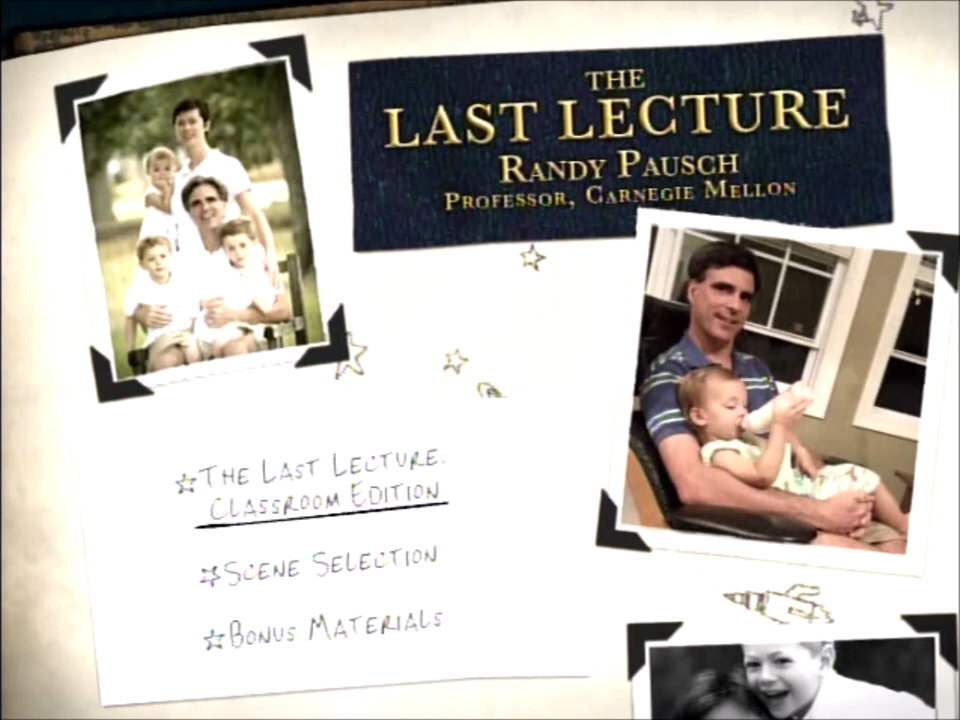 THE
LAST LECTURE
RANDY PAUSCH
PROFESSOR, CARNEGIE MELLON
THE LAST LECTURE:
CLASSROOM EDITION
SCENE SELECTION
BONUS MATERIALS